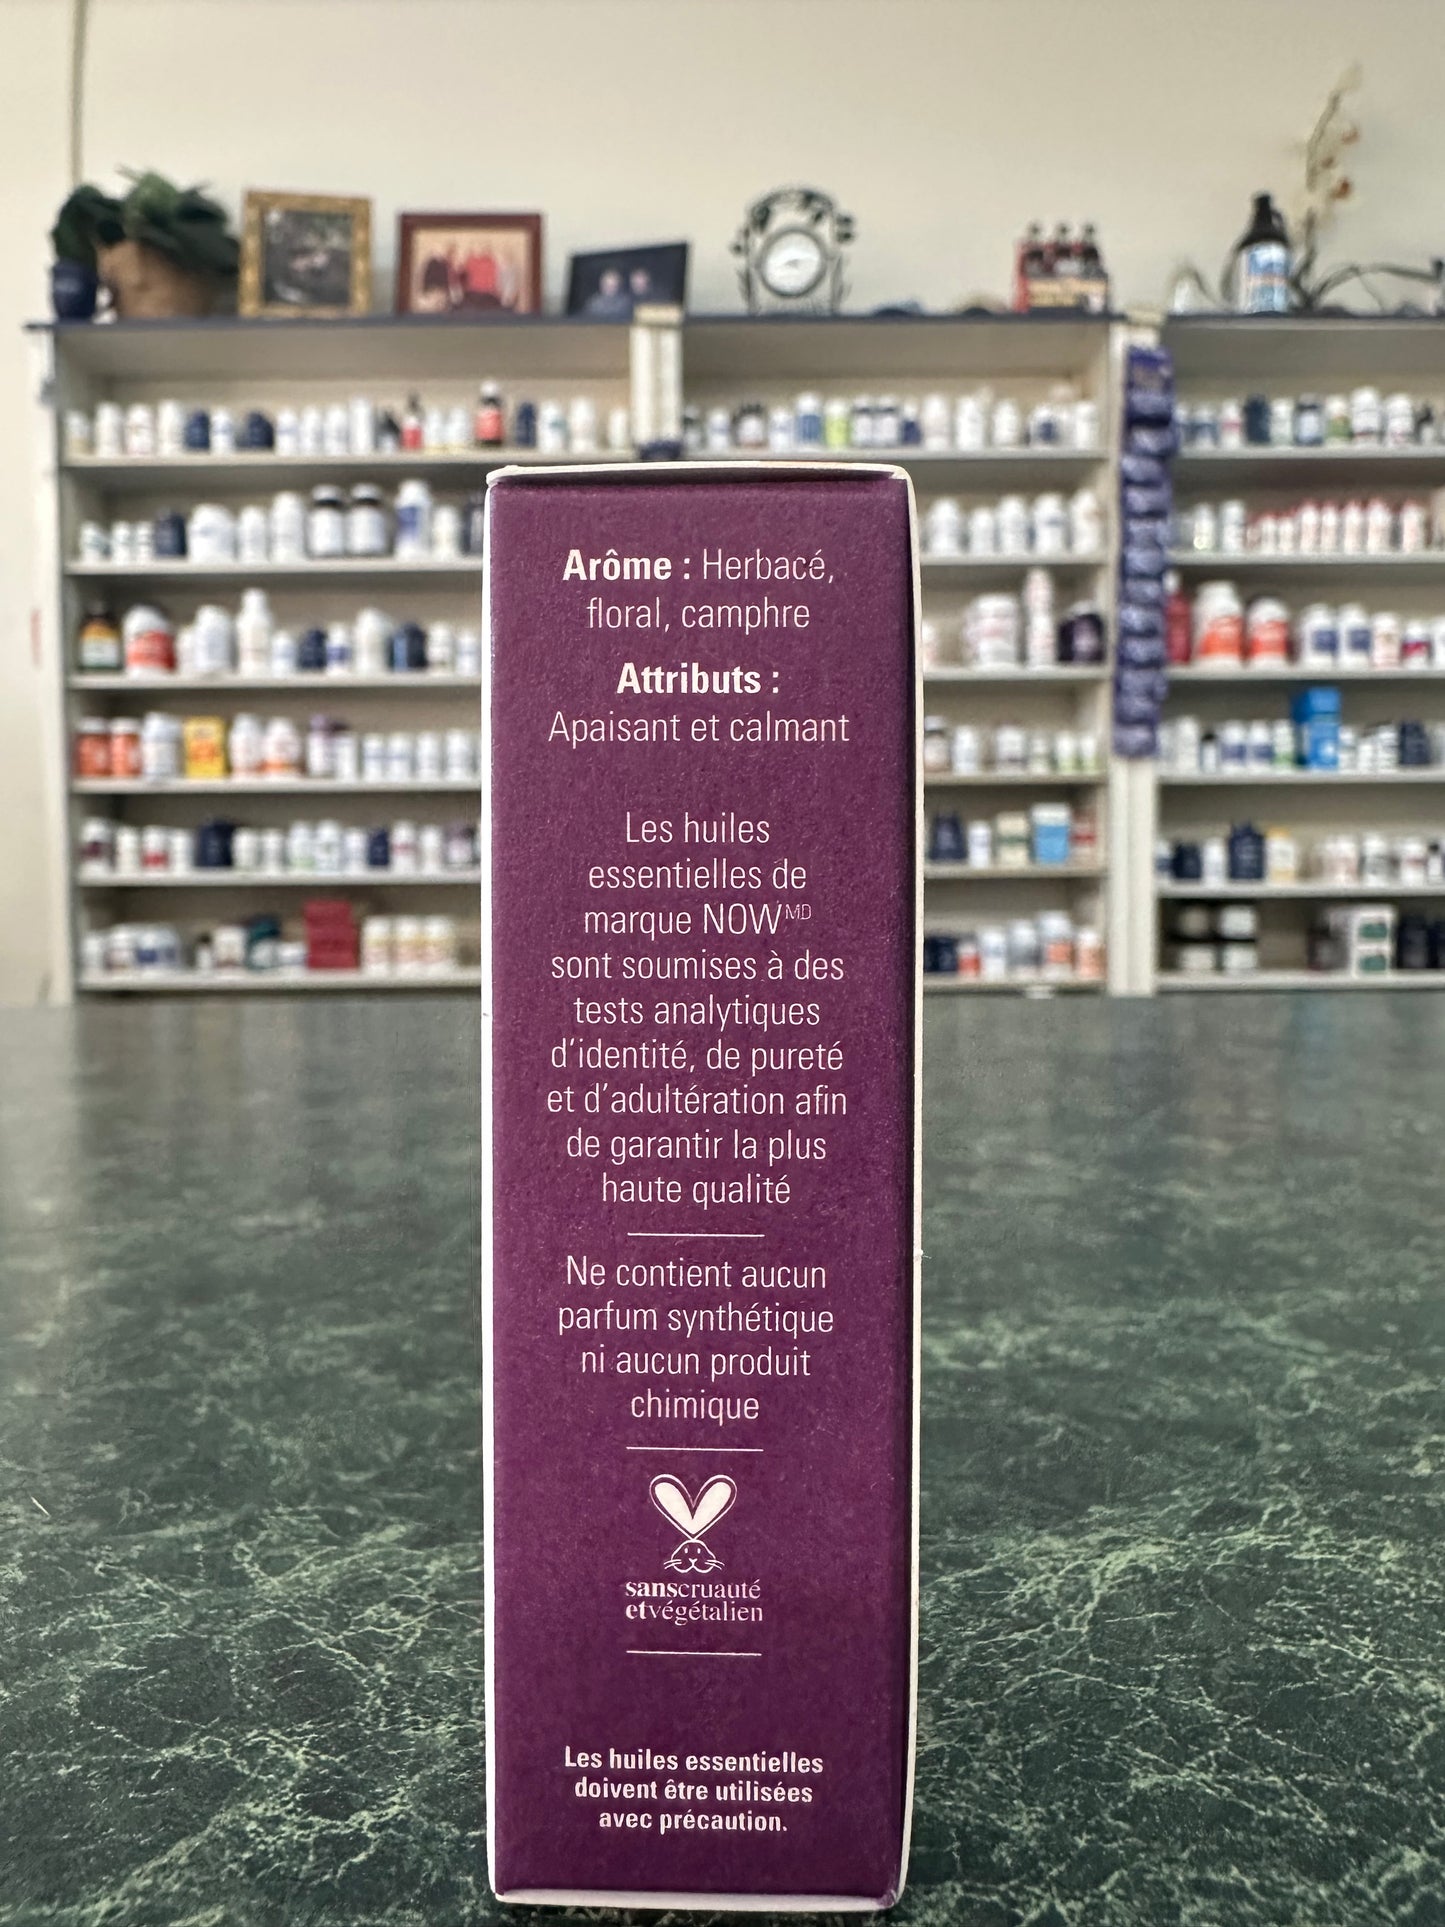 Arôme : Herbacé,
floral, camphre
Attributs :
Apaisant et calmant
Les huiles
essentielles de
marque NOWᴹᴰ
sont soumises à des
tests analytiques
d'identité, de pureté
et d'adultération afin
de garantir la plus
haute qualité
Ne contient aucun
parfum synthétique
ni aucun produit
chimique
sanscruauté
etvégétalien
Les huiles essentielles
doivent être utilisées
avec précaution.